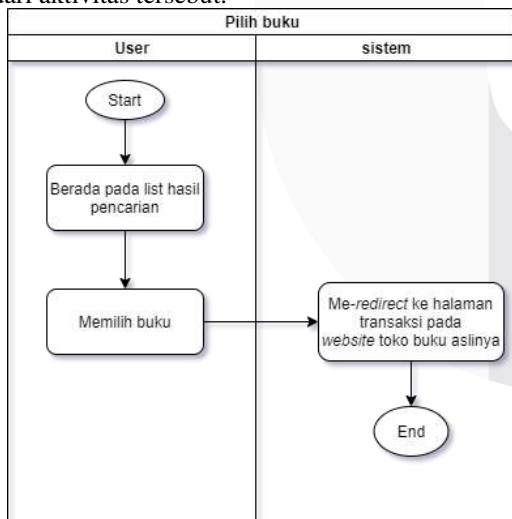 dari aktivitas tersebut.
Pilih buku
User
sistem
Start
Berada pada list hasil
pencarian
Memilih buku
Me-redirect ke halaman
transaksi pada
website toko buku aslinya
End